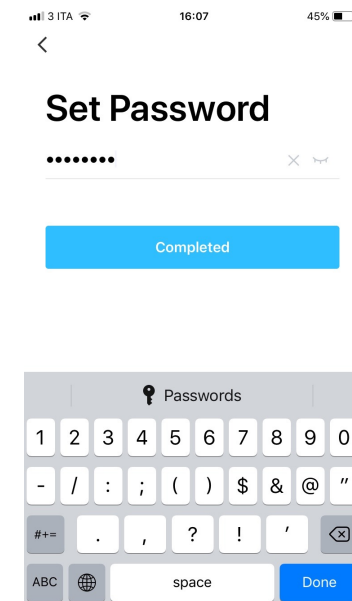 3 ITA 16:07 45%
Set Password
••••••••
Completed
Passwords
1 2 3 4 5 6 7 8 9 0
- / : ; ( ) $ & @ "
#+= . , ? ! '
ABC space Done